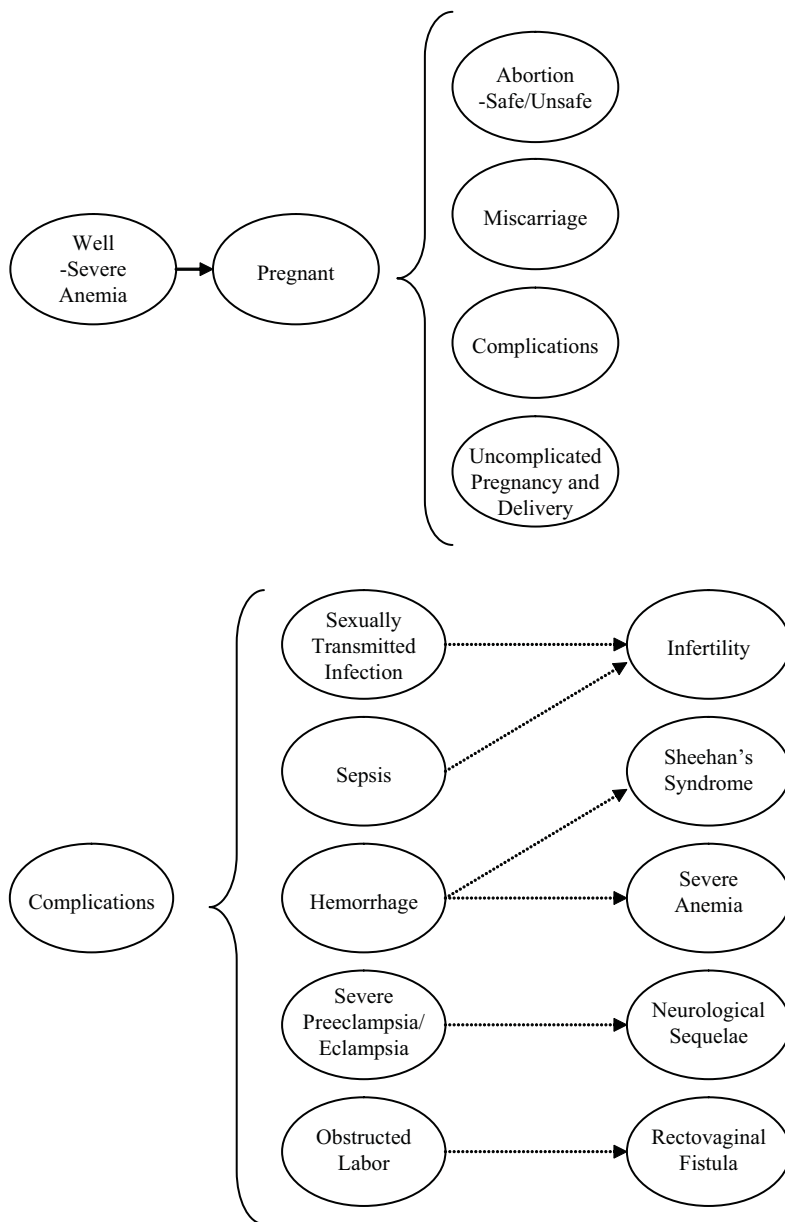 Abortion
-Safe/Unsafe
Miscarriage
Well
-Severe
Anemia
Pregnant
Complications
Uncomplicated
Pregnancy and
Delivery
Sexually
Transmitted
Infection
Infertility
Sepsis
Sheehan’s
Syndrome
Complications
Hemorrhage
Severe
Anemia
Severe
Preeclampsia/
Eclampsia
Neurological
Sequelae
Obstructed
Labor
Rectovaginal
Fistula